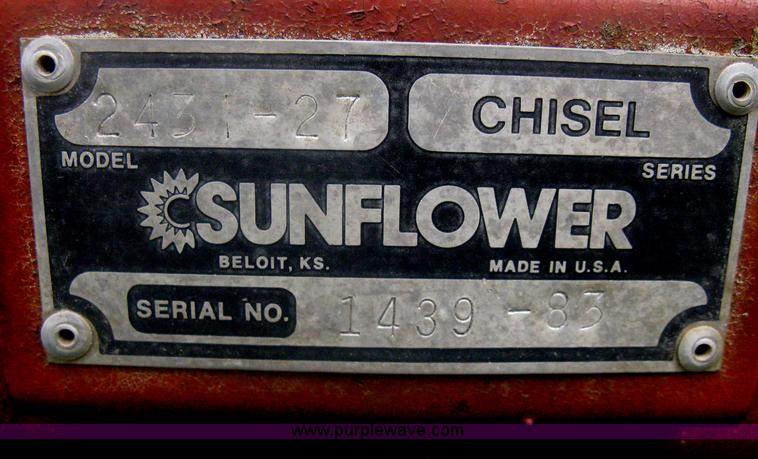 2431-27 CHISEL
MODEL SERIES
SUNFLOWER
BELOIT, KS. MADE IN U.S.A.
SERIAL NO. 1439-83
www.purplewave.com